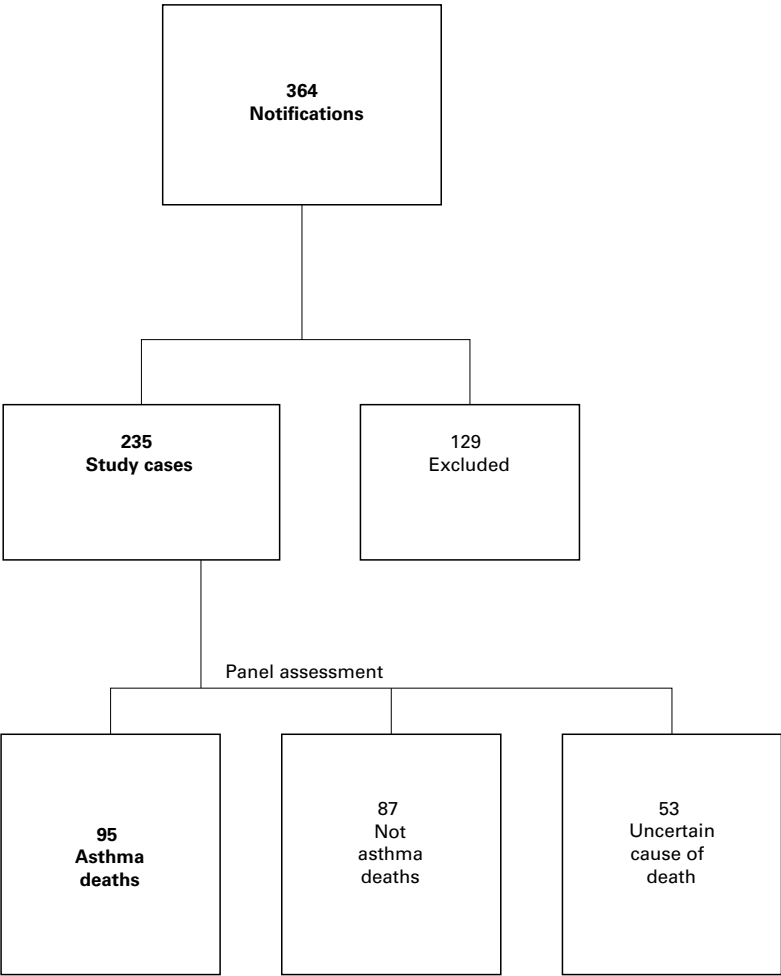 364
Notifications
235
Study cases
129
Excluded
Panel assessment
95
Asthma
deaths
87
Not
asthma
deaths
53
Uncertain
cause of
death